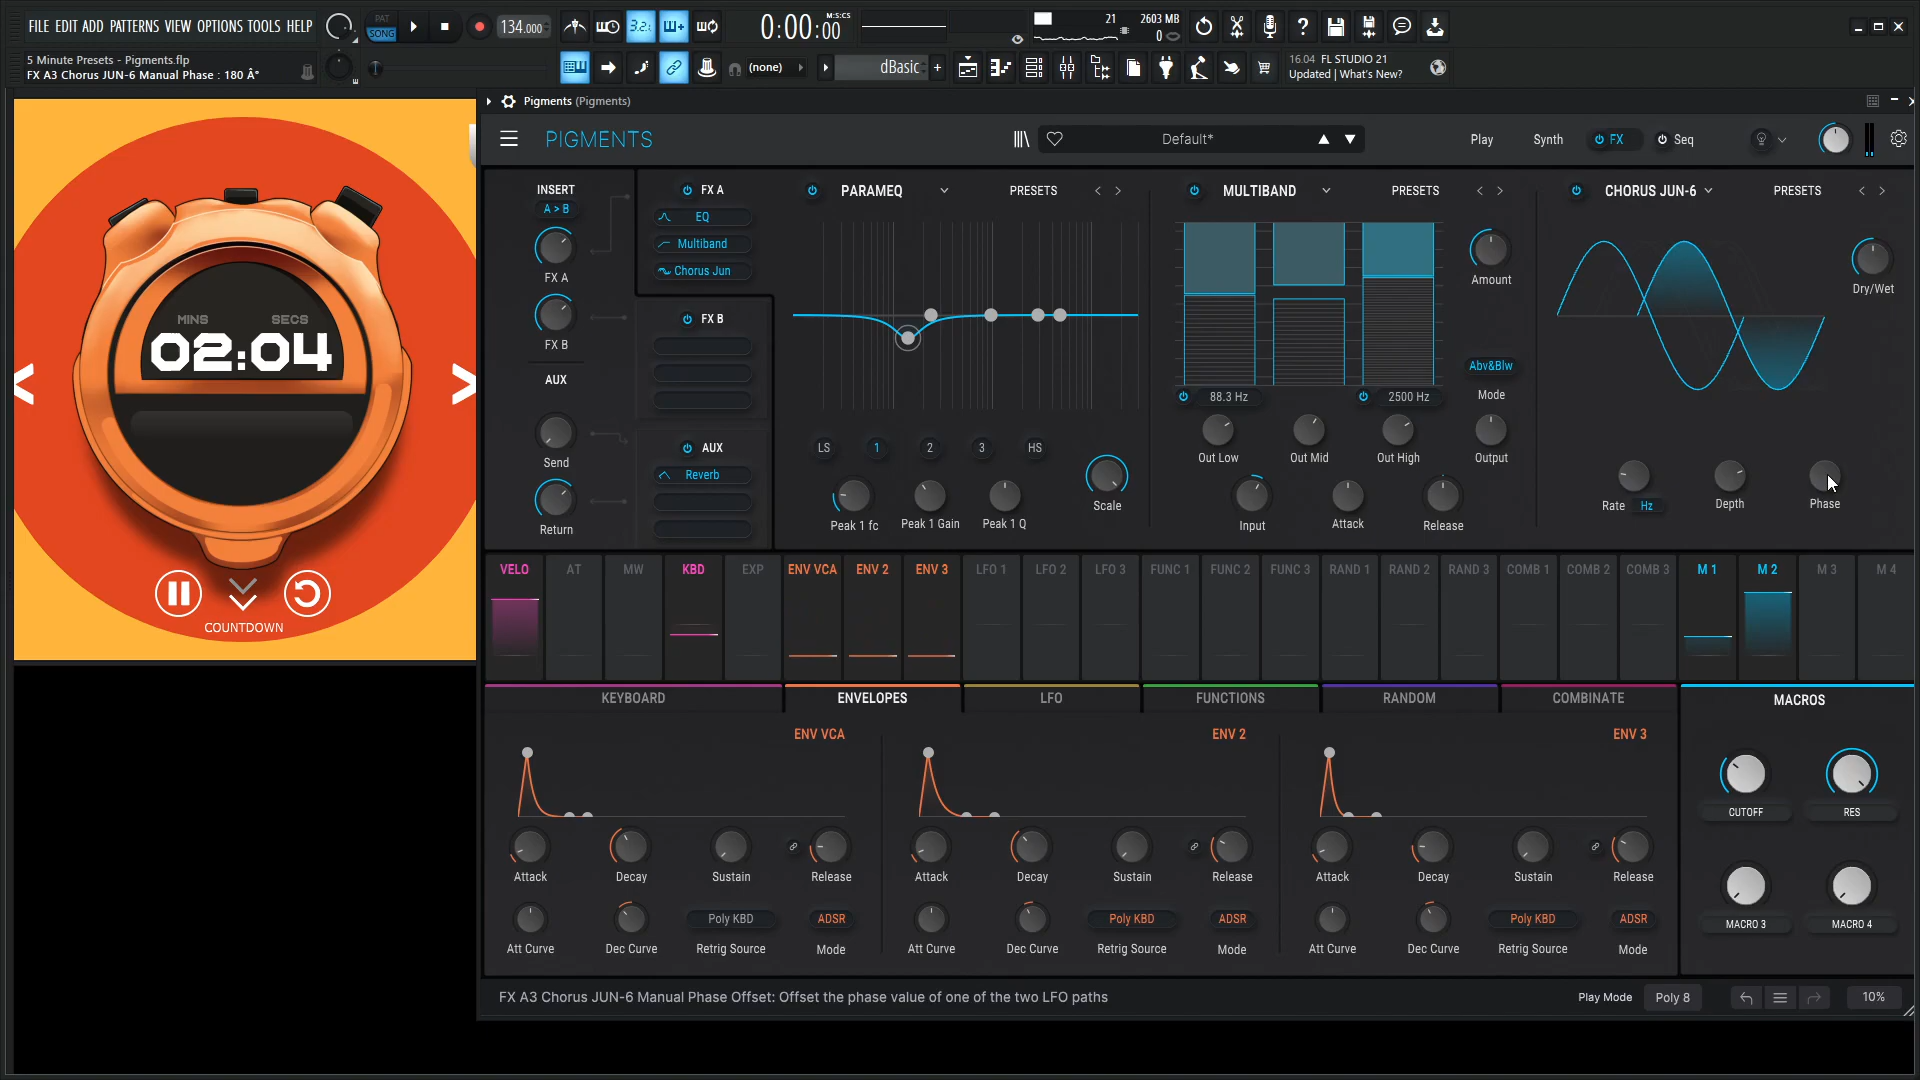 FILE EDIT ADD PATTERNS VIEW OPTIONS TOOLS HELP
PAT
SONG
134.000
3.2.
0:00:00
M:S:CS
21
2603 MB
0
5 Minute Presets - Pigments.flp
FX A3 Chorus JUN-6 Manual Phase : 180 Â°
(none)
dBasic
16.04 FL STUDIO 21
Updated | What's New?
Pigments (Pigments)
PIGMENTS
Default*
Play
Synth
FX
Seq
MINS
SECS
02:04
COUNTDOWN
INSERT
A > B
FX A
FX B
AUX
Send
Return
FX A
EQ
Multiband
Chorus Jun
FX B
AUX
Reverb
PARAMEQ
PRESETS
LS
1
2
3
HS
Peak 1 fc
Peak 1 Gain
Peak 1 Q
Scale
MULTIBAND
PRESETS
Amount
Abv&Blw
Mode
88.3 Hz
2500 Hz
Out Low
Out Mid
Out High
Output
Input
Attack
Release
CHORUS JUN-6
PRESETS
Dry/Wet
Rate
Hz
Depth
Phase
VELO
AT
MW
KBD
EXP
ENV VCA
ENV 2
ENV 3
LFO 1
LFO 2
LFO 3
FUNC 1
FUNC 2
FUNC 3
RAND 1
RAND 2
RAND 3
COMB 1
COMB 2
COMB 3
M 1
M 2
M 3
M 4
KEYBOARD
ENVELOPES
LFO
FUNCTIONS
RANDOM
COMBINATE
MACROS
ENV VCA
Attack
Decay
Sustain
Release
Att Curve
Dec Curve
Poly KBD
Retrig Source
ADSR
Mode
ENV 2
Attack
Decay
Sustain
Release
Att Curve
Dec Curve
Poly KBD
Retrig Source
ADSR
Mode
ENV 3
Attack
Decay
Sustain
Release
Att Curve
Dec Curve
Poly KBD
Retrig Source
ADSR
Mode
CUTOFF
RES
MACRO 3
MACRO 4
FX A3 Chorus JUN-6 Manual Phase Offset: Offset the phase value of one of the two LFO paths
Play Mode
Poly 8
10%